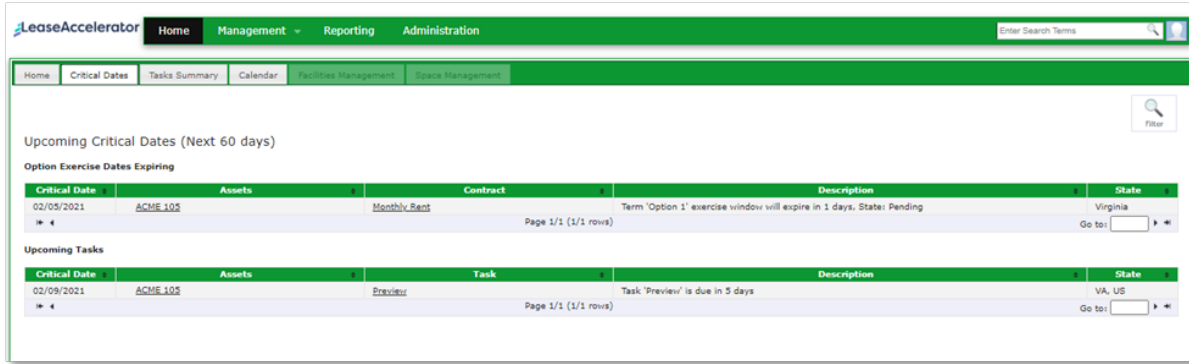 LeaseAccelerator Home Management Reporting Administration Enter Search Terms
Home Critical Dates Tasks Summary Calendar Facilities Management Space Management
Filter
Upcoming Critical Dates (Next 60 days)
Option Exercise Dates Expiring
Critical Date Assets Contract Description State
02/05/2021 ACME 105 Monthly Rent Term 'Option 1' exercise window will expire in 1 days, State: Pending Virginia
Page 1/1 (1/1 rows) Go to:
Upcoming Tasks
Critical Date Assets Task Description State
02/09/2021 ACME 105 Preview Task 'Preview' is due in 5 days VA, US
Page 1/1 (1/1 rows) Go to: